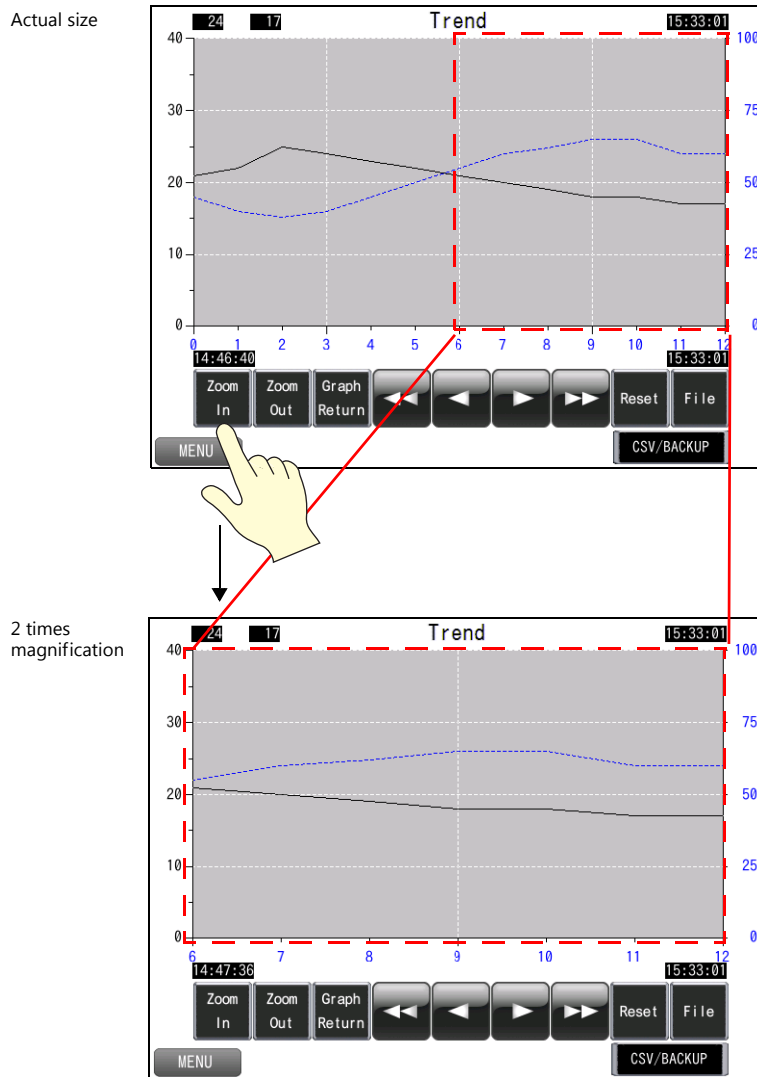 Actual size
24 17 Trend 15:33:01
40 100
30 75
20 50
10 25
0 0
0 1 2 3 4 5 6 7 8 9 10 11 12
14:46:40 15:33:01
Zoom In Zoom Out Graph Return Reset File
MENU CSV/BACKUP
2 times
magnification
24 17 Trend 15:33:01
40 100
30 75
20 50
10 25
0 0
6 7 8 9 10 11 12
14:47:36 15:33:01
Zoom In Zoom Out Graph Return Reset File
MENU CSV/BACKUP